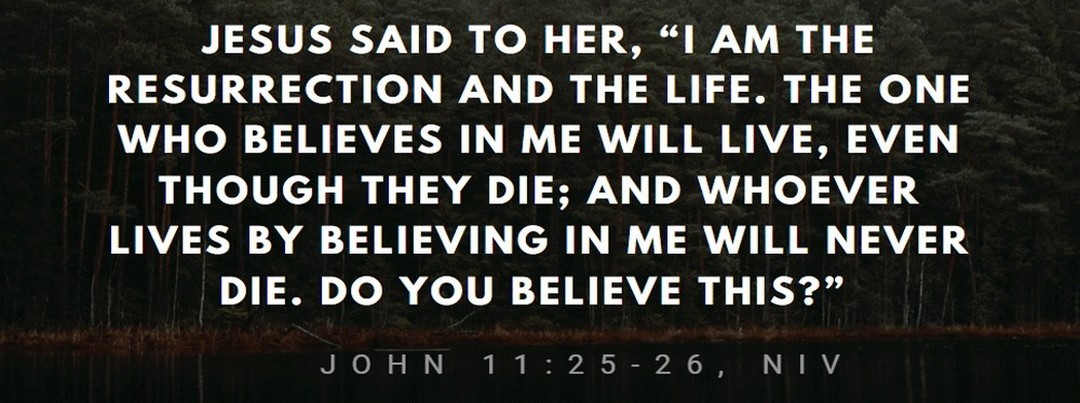 JESUS SAID TO HER, “I AM THE
RESURRECTION AND THE LIFE. THE ONE
WHO BELIEVES IN ME WILL LIVE, EVEN
THOUGH THEY DIE; AND WHOEVER
LIVES BY BELIEVING IN ME WILL NEVER
DIE. DO YOU BELIEVE THIS?”
JOHN 11:25-26, NIV